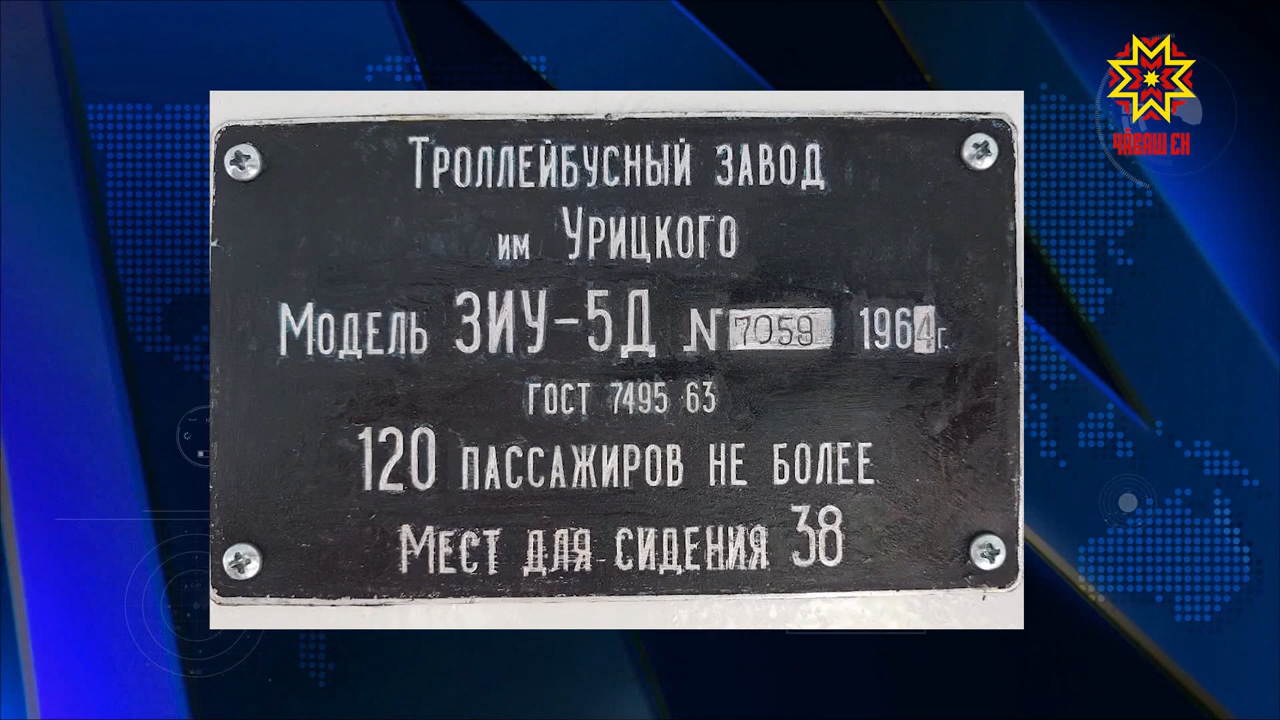 Троллейбусный завод
им Урицкого
Модель ЗИУ-5Д N 7059 1964г.
ГОСТ 7495 63
120 пассажиров не более
Мест для сидения 38
ЧӐВАШ ЕН